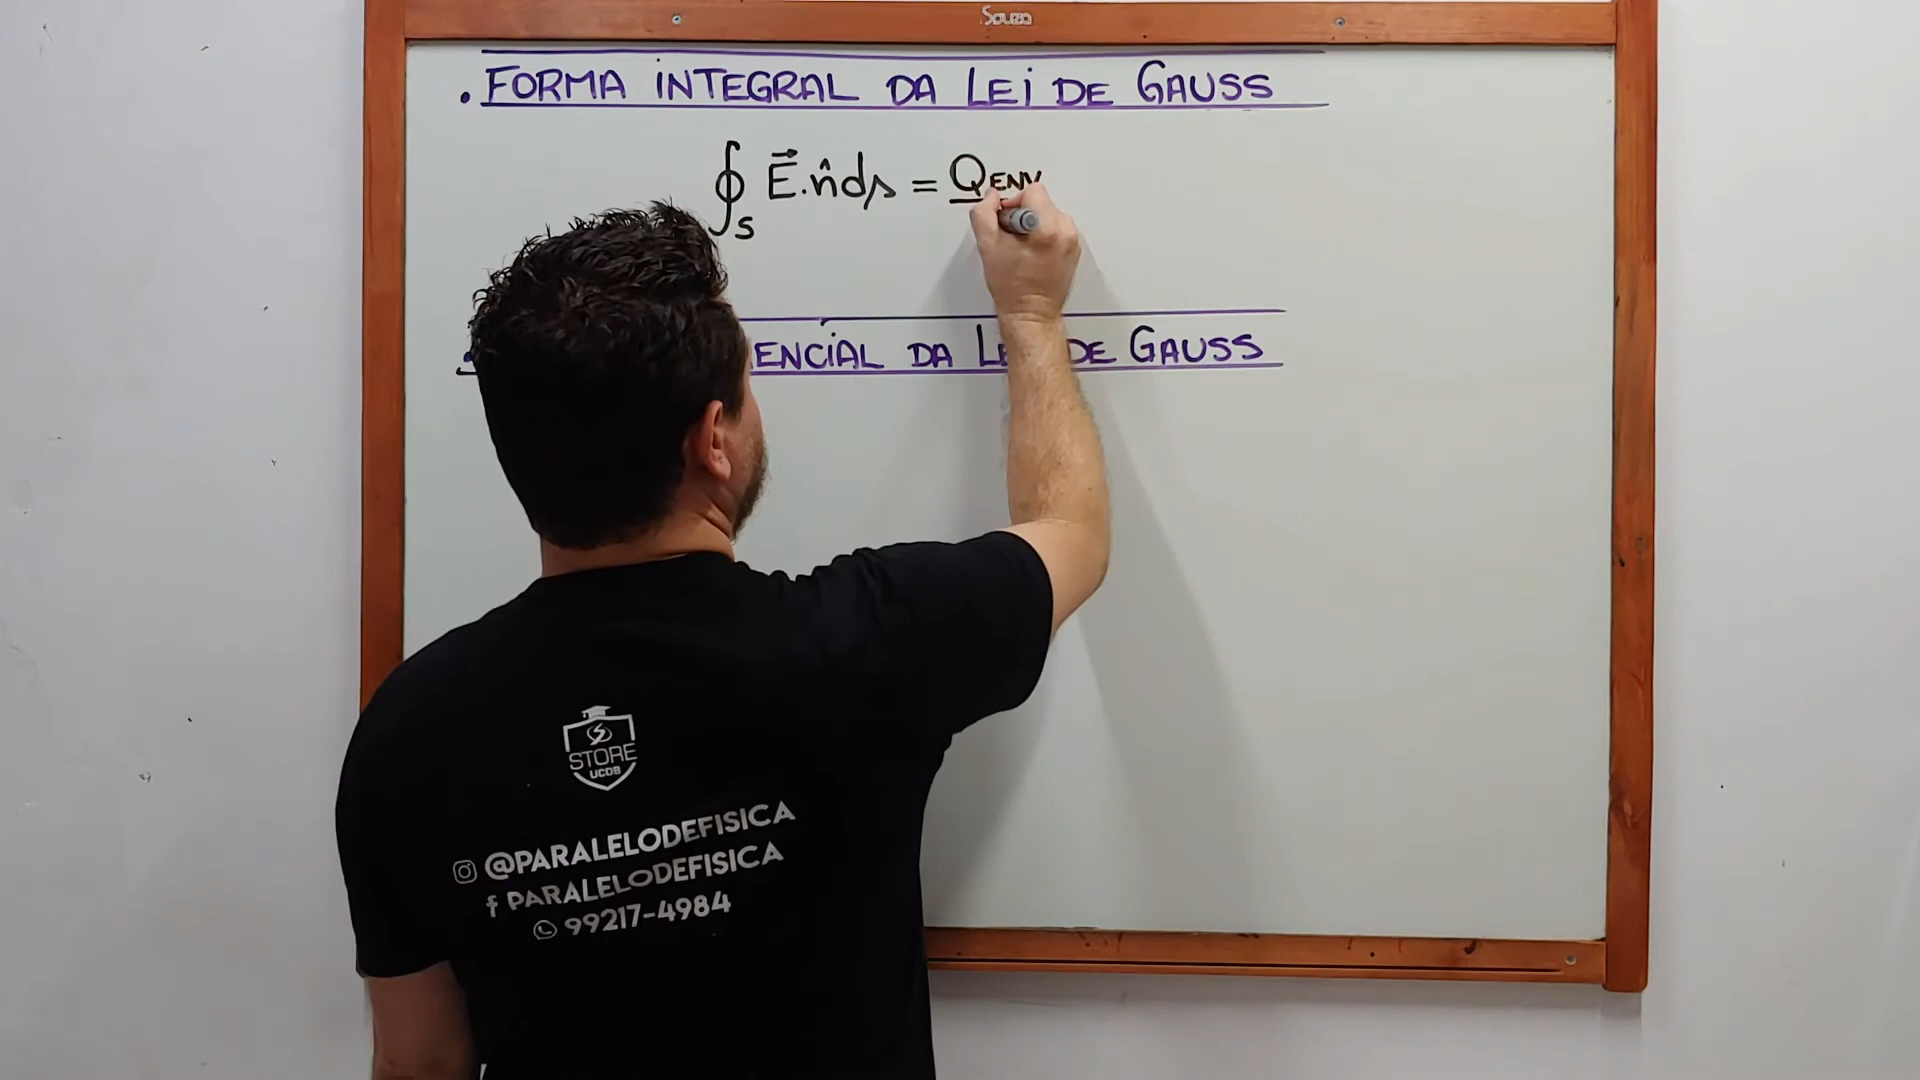 Souza
. FORMA INTEGRAL DA LEI DE GAUSS
∮S E⃗.n̂ds = QENV
ENCIAL DA LEI DE GAUSS
STORE
UCDB
@PARALELODEFISICA
f PARALELODEFISICA
99217-4984